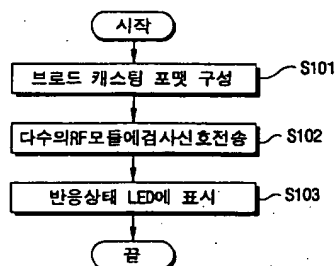 시작
브로드 캐스팅 포맷 구성
S101
다수의RF모듈에검사신호전송
S102
반응상태 LED에 표시
S103
끝